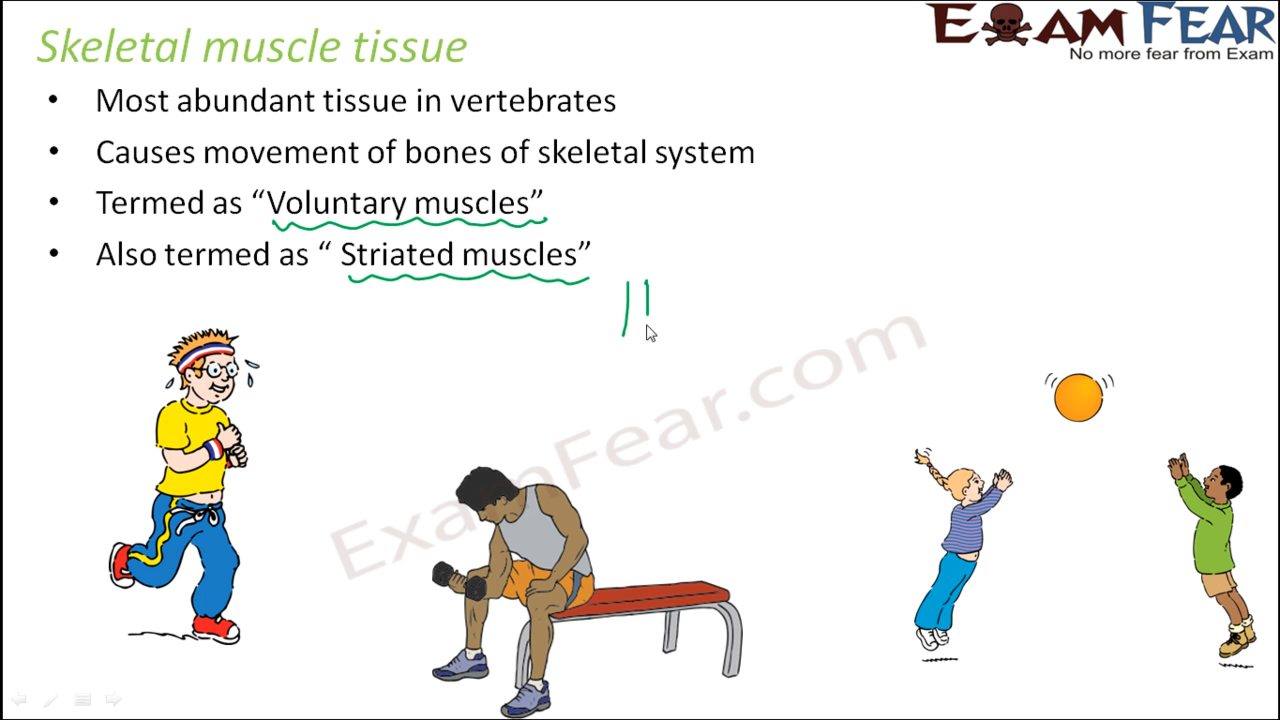 Skeletal muscle tissue
EXAM FEAR
No more fear from Exam
• Most abundant tissue in vertebrates
• Causes movement of bones of skeletal system
• Termed as “Voluntary muscles”
• Also termed as “ Striated muscles”
ExamFear.com